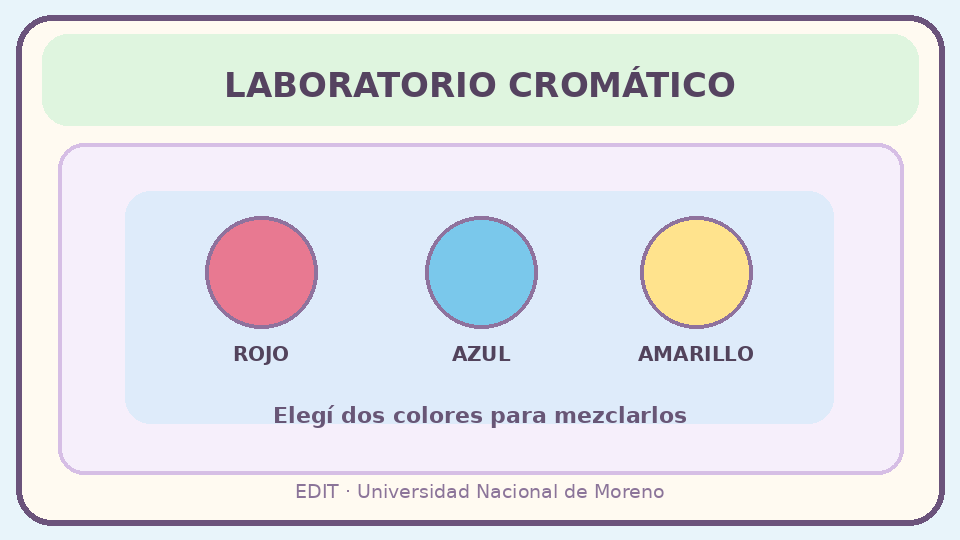 LABORATORIO CROMÁTICO
ROJO
AZUL
AMARILLO
Elegí dos colores para mezclarlos
EDIT · Universidad Nacional de Moreno